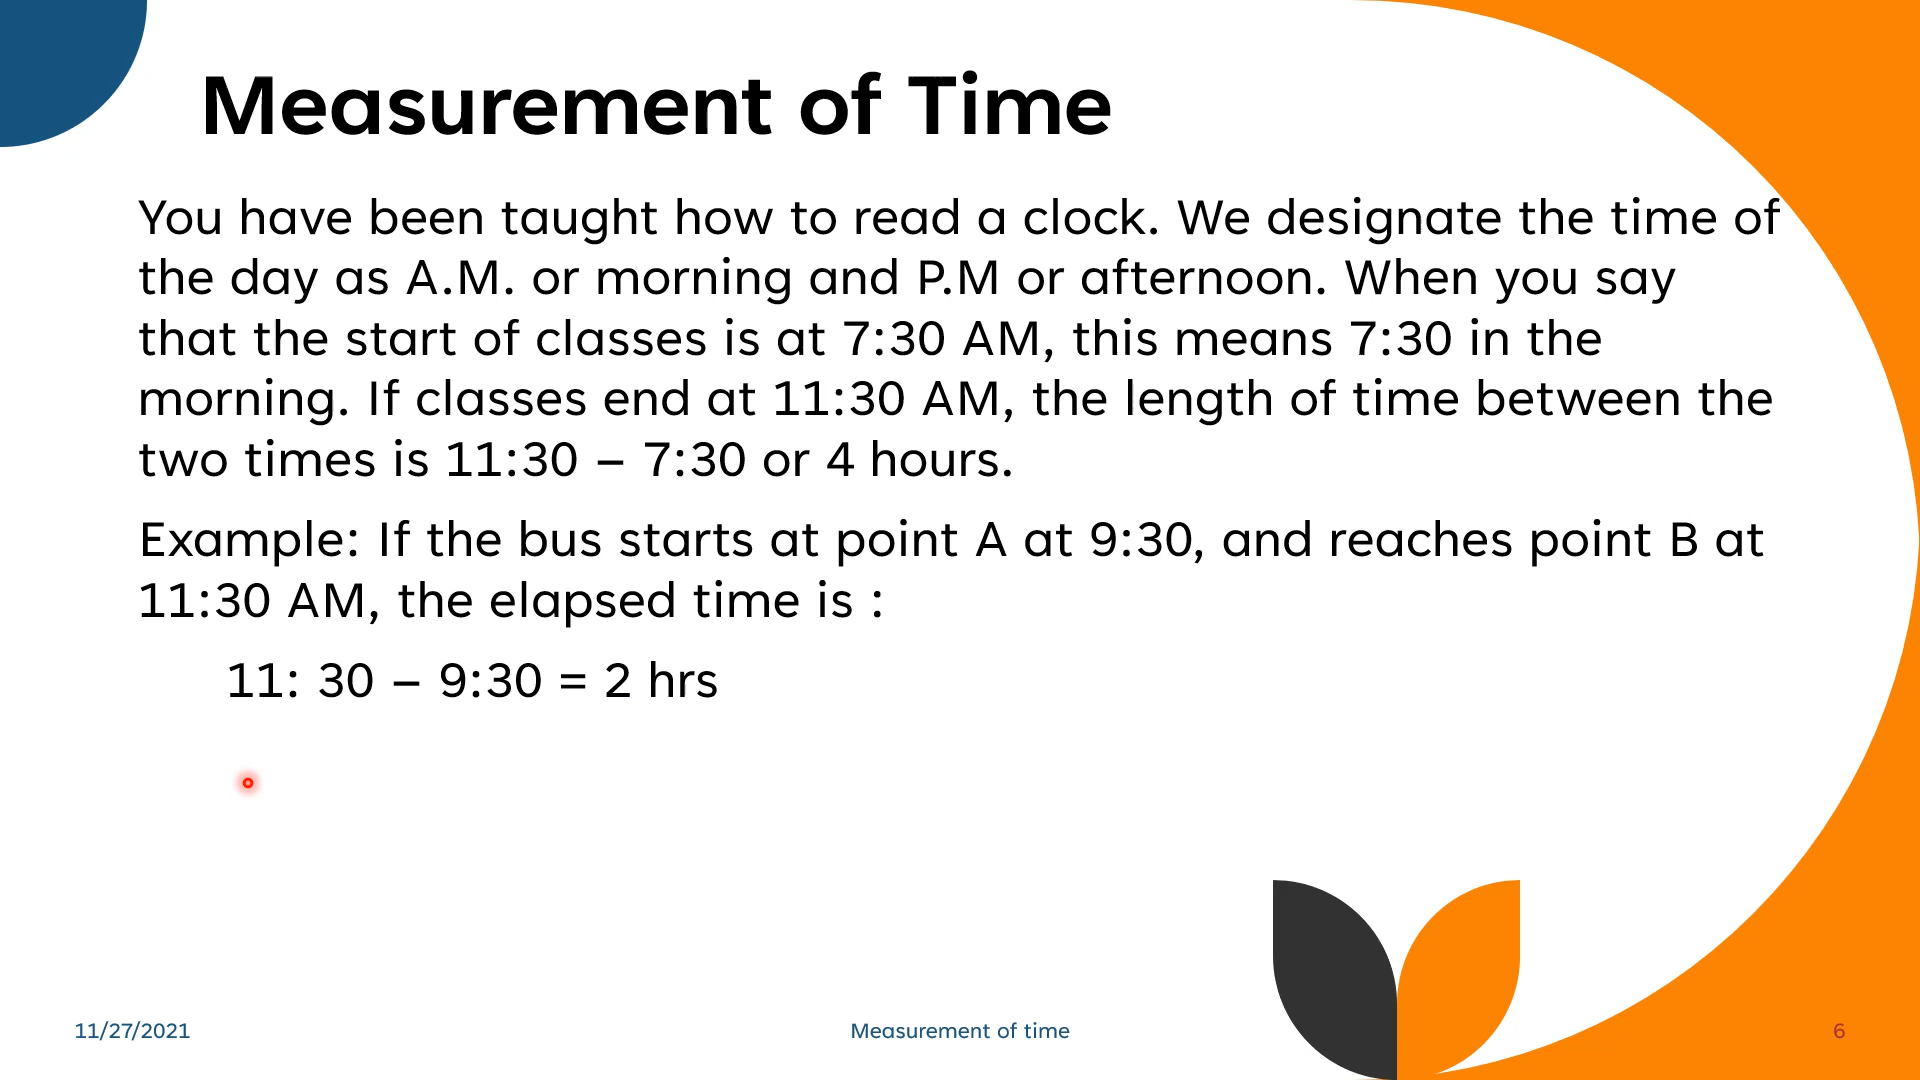 Measurement of Time
You have been taught how to read a clock. We designate the time of
the day as A.M. or morning and P.M or afternoon. When you say
that the start of classes is at 7:30 AM, this means 7:30 in the
morning. If classes end at 11:30 AM, the length of time between the
two times is 11:30 – 7:30 or 4 hours.
Example: If the bus starts at point A at 9:30, and reaches point B at
11:30 AM, the elapsed time is :
11: 30 – 9:30 = 2 hrs
11/27/2021
Measurement of time
6